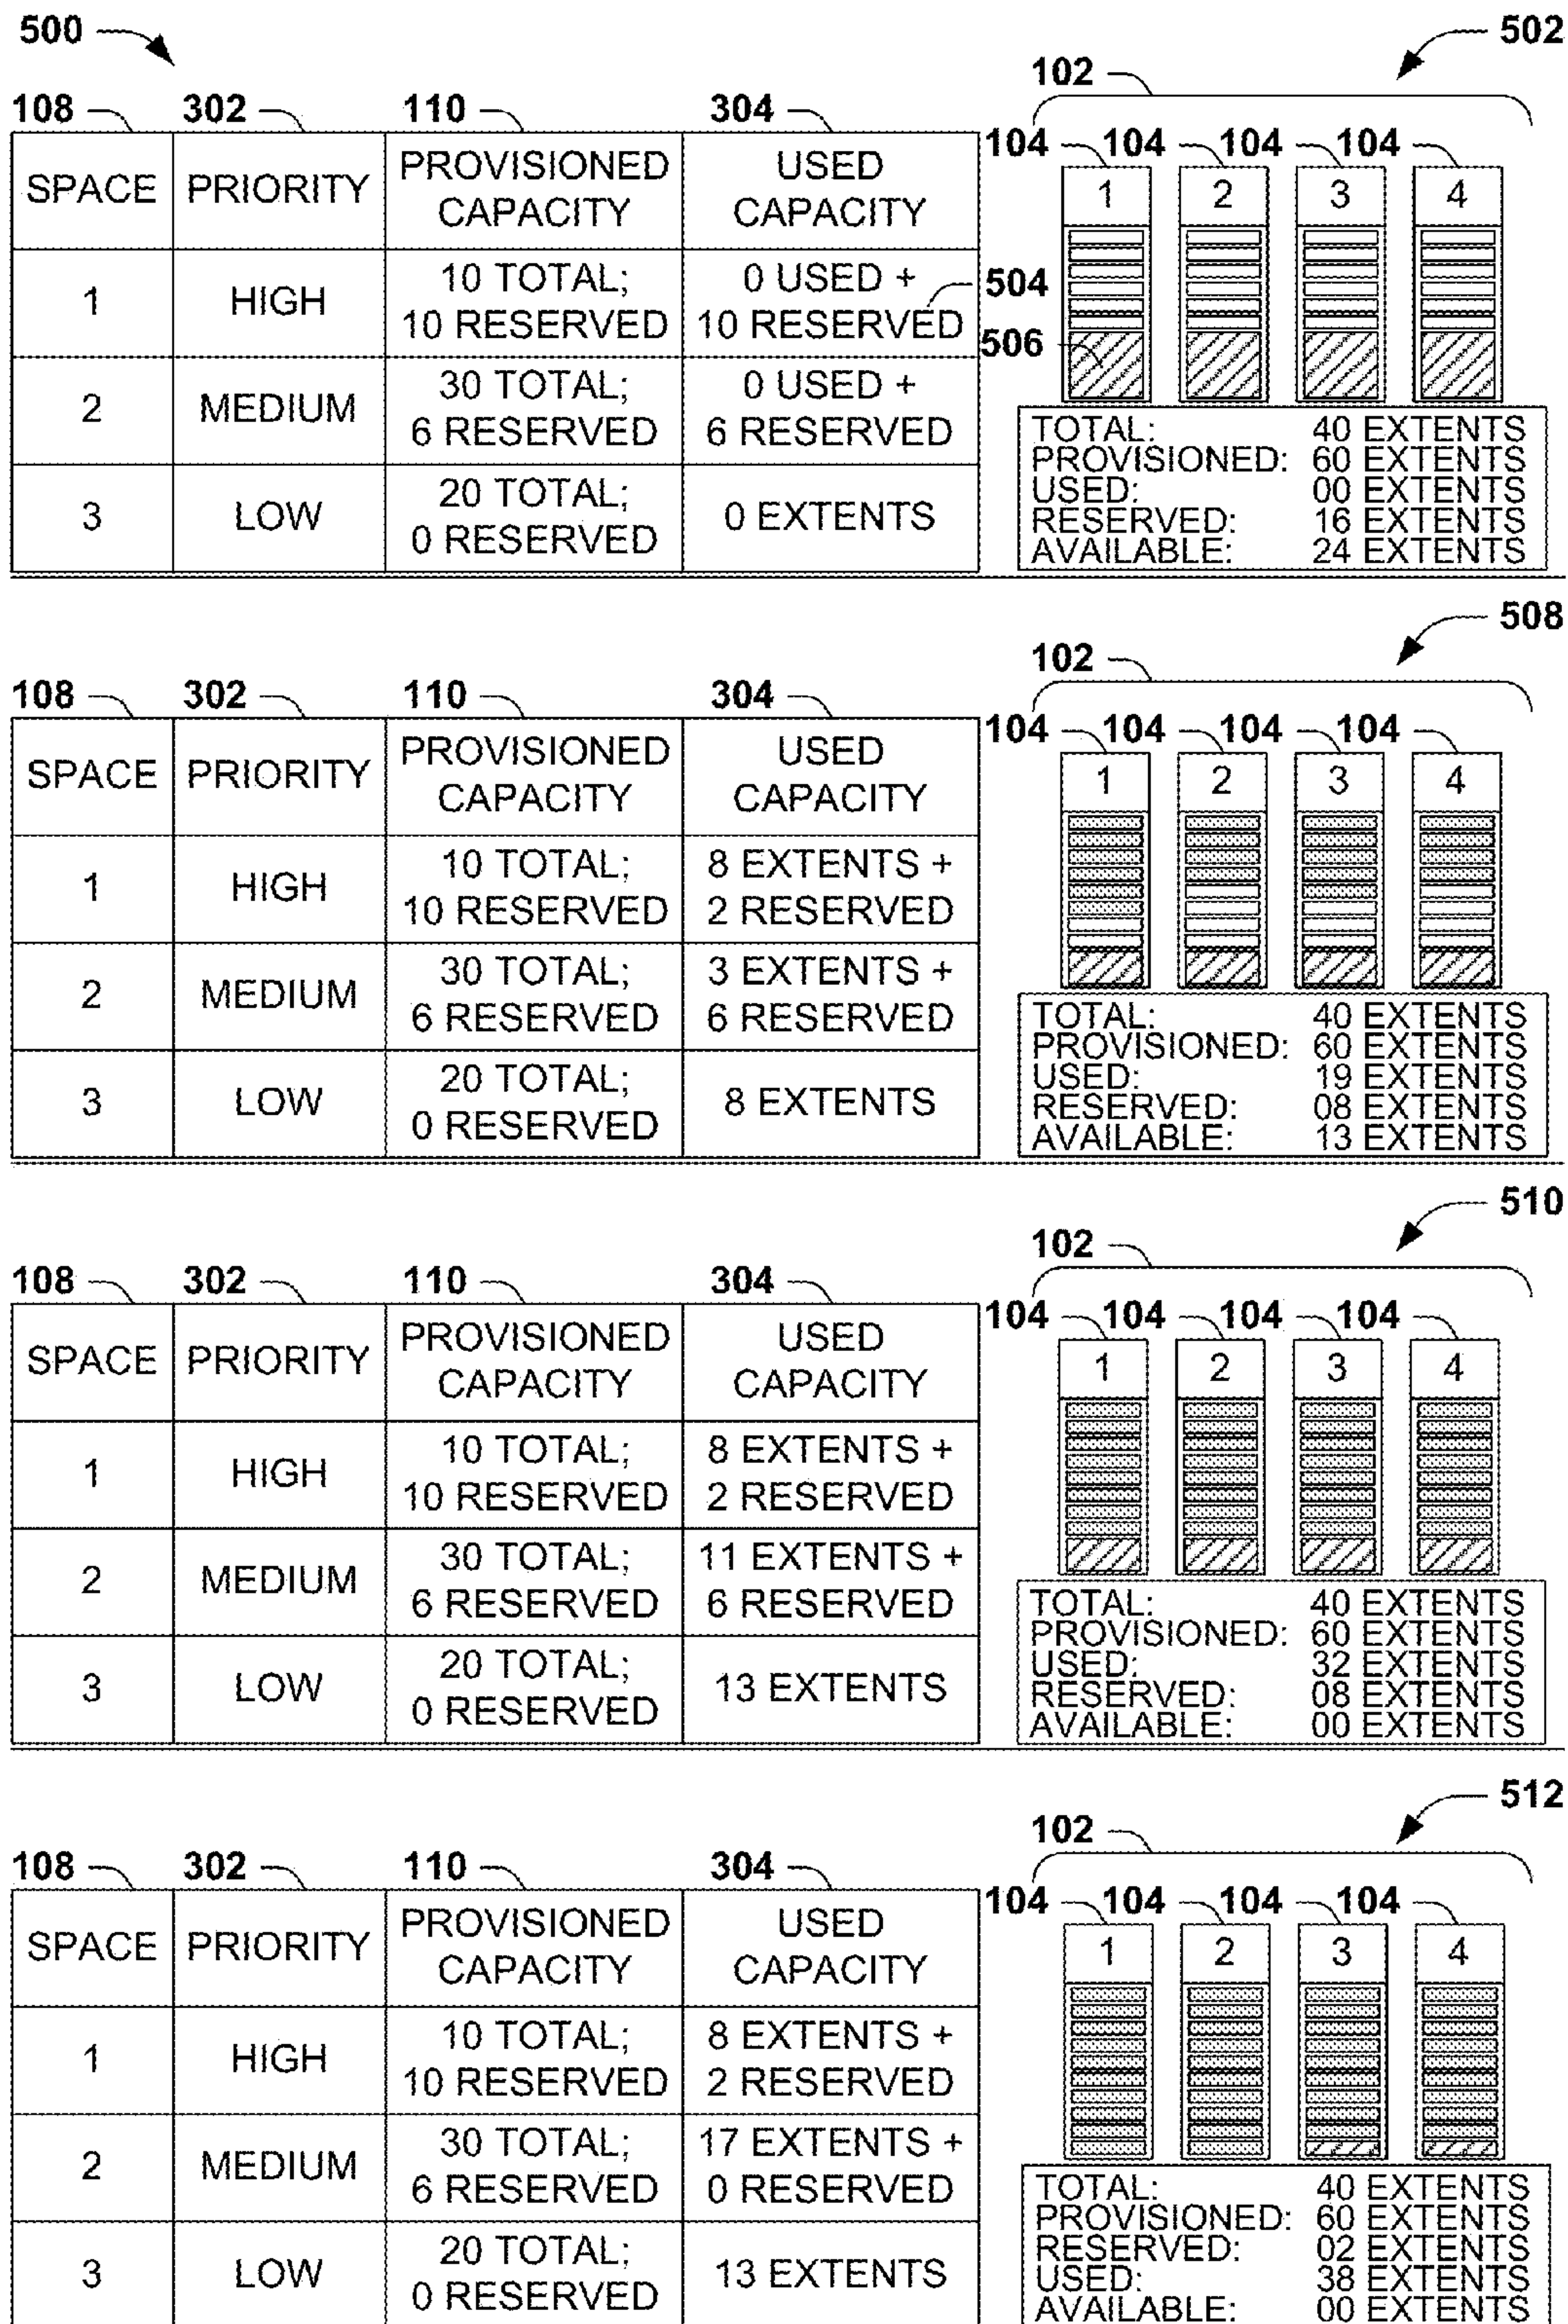 500
502
102
108 302 110 304
104 104 104 104
SPACE PRIORITY PROVISIONED CAPACITY USED CAPACITY
1 2 3 4
1 HIGH 10 TOTAL; 10 RESERVED 0 USED + 10 RESERVED
504
506
2 MEDIUM 30 TOTAL; 6 RESERVED 0 USED + 6 RESERVED
3 LOW 20 TOTAL; 0 RESERVED 0 EXTENTS
TOTAL: 40 EXTENTS
PROVISIONED: 60 EXTENTS
USED: 00 EXTENTS
RESERVED: 16 EXTENTS
AVAILABLE: 24 EXTENTS
508
102
108 302 110 304
104 104 104 104
SPACE PRIORITY PROVISIONED CAPACITY USED CAPACITY
1 2 3 4
1 HIGH 10 TOTAL; 10 RESERVED 8 EXTENTS + 2 RESERVED
2 MEDIUM 30 TOTAL; 6 RESERVED 3 EXTENTS + 6 RESERVED
3 LOW 20 TOTAL; 0 RESERVED 8 EXTENTS
TOTAL: 40 EXTENTS
PROVISIONED: 60 EXTENTS
USED: 19 EXTENTS
RESERVED: 08 EXTENTS
AVAILABLE: 13 EXTENTS
510
102
108 302 110 304
104 104 104 104
SPACE PRIORITY PROVISIONED CAPACITY USED CAPACITY
1 2 3 4
1 HIGH 10 TOTAL; 10 RESERVED 8 EXTENTS + 2 RESERVED
2 MEDIUM 30 TOTAL; 6 RESERVED 11 EXTENTS + 6 RESERVED
3 LOW 20 TOTAL; 0 RESERVED 13 EXTENTS
TOTAL: 40 EXTENTS
PROVISIONED: 60 EXTENTS
USED: 32 EXTENTS
RESERVED: 08 EXTENTS
AVAILABLE: 00 EXTENTS
512
102
108 302 110 304
104 104 104 104
SPACE PRIORITY PROVISIONED CAPACITY USED CAPACITY
1 2 3 4
1 HIGH 10 TOTAL; 10 RESERVED 8 EXTENTS + 2 RESERVED
2 MEDIUM 30 TOTAL; 6 RESERVED 17 EXTENTS + 0 RESERVED
3 LOW 20 TOTAL; 0 RESERVED 13 EXTENTS
TOTAL: 40 EXTENTS
PROVISIONED: 60 EXTENTS
RESERVED: 02 EXTENTS
USED: 38 EXTENTS
AVAILABLE: 00 EXTENTS